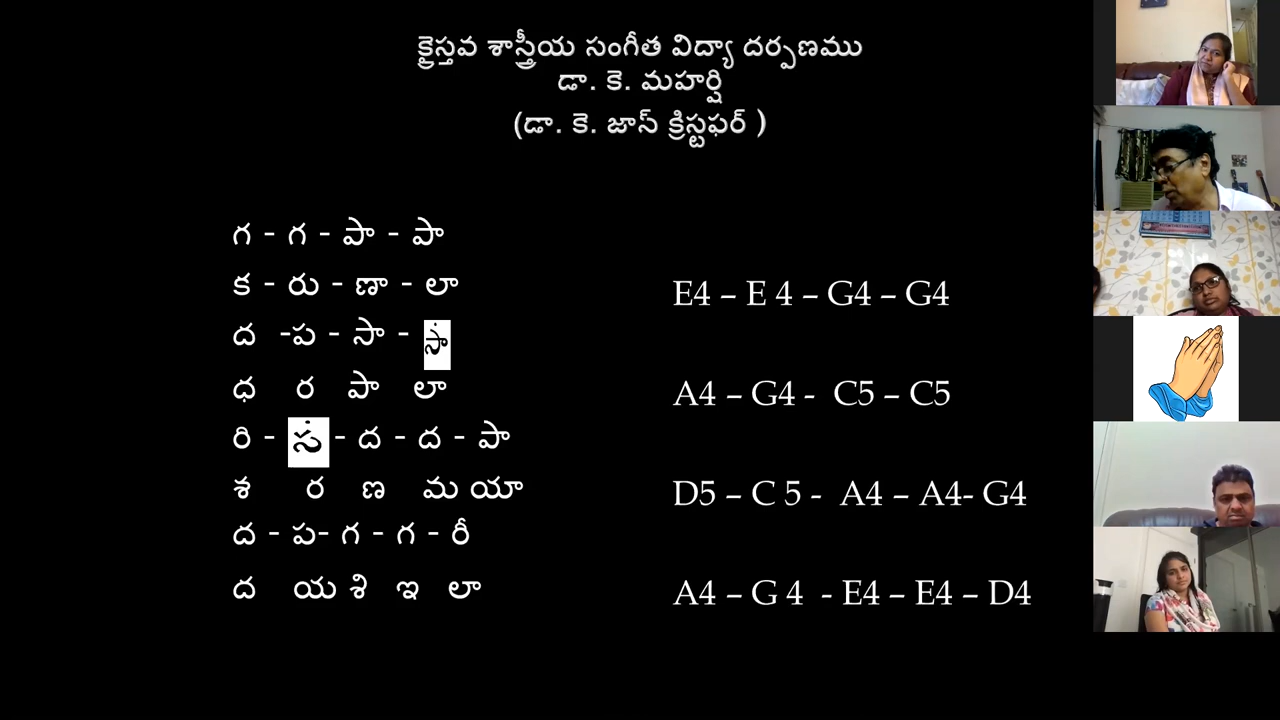 క్రైస్తవ శాస్త్రీయ సంగీత విద్యా దర్పణము
డా. కె. మహర్షి
(డా. కె. జాస్ క్రిస్టఫర్ )
గ - గ - పా - పా
క - రు - ణా - లా
E4 – E 4 – G4 – G4
ద -ప - సా - సా̇
ధ ర పా లా
A4 – G4 - C5 – C5
రి - స̇ - ద - ద - పా
శ ర ణ మ యా
D5 – C 5 - A4 – A4- G4
ద - ప- గ - గ - రీ
ద య శి ఇ లా
A4 – G 4 - E4 – E4 – D4